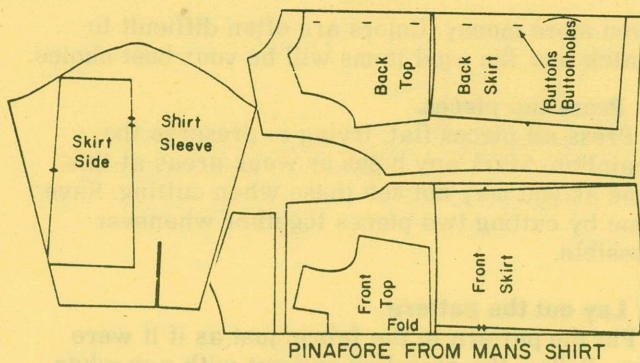 Skirt
Side
Shirt
Sleeve
Back
Top
Back
Skirt
Buttons
Buttonholes
Front
Top
Fold
Front
Skirt
PINAFORE FROM MAN'S SHIRT